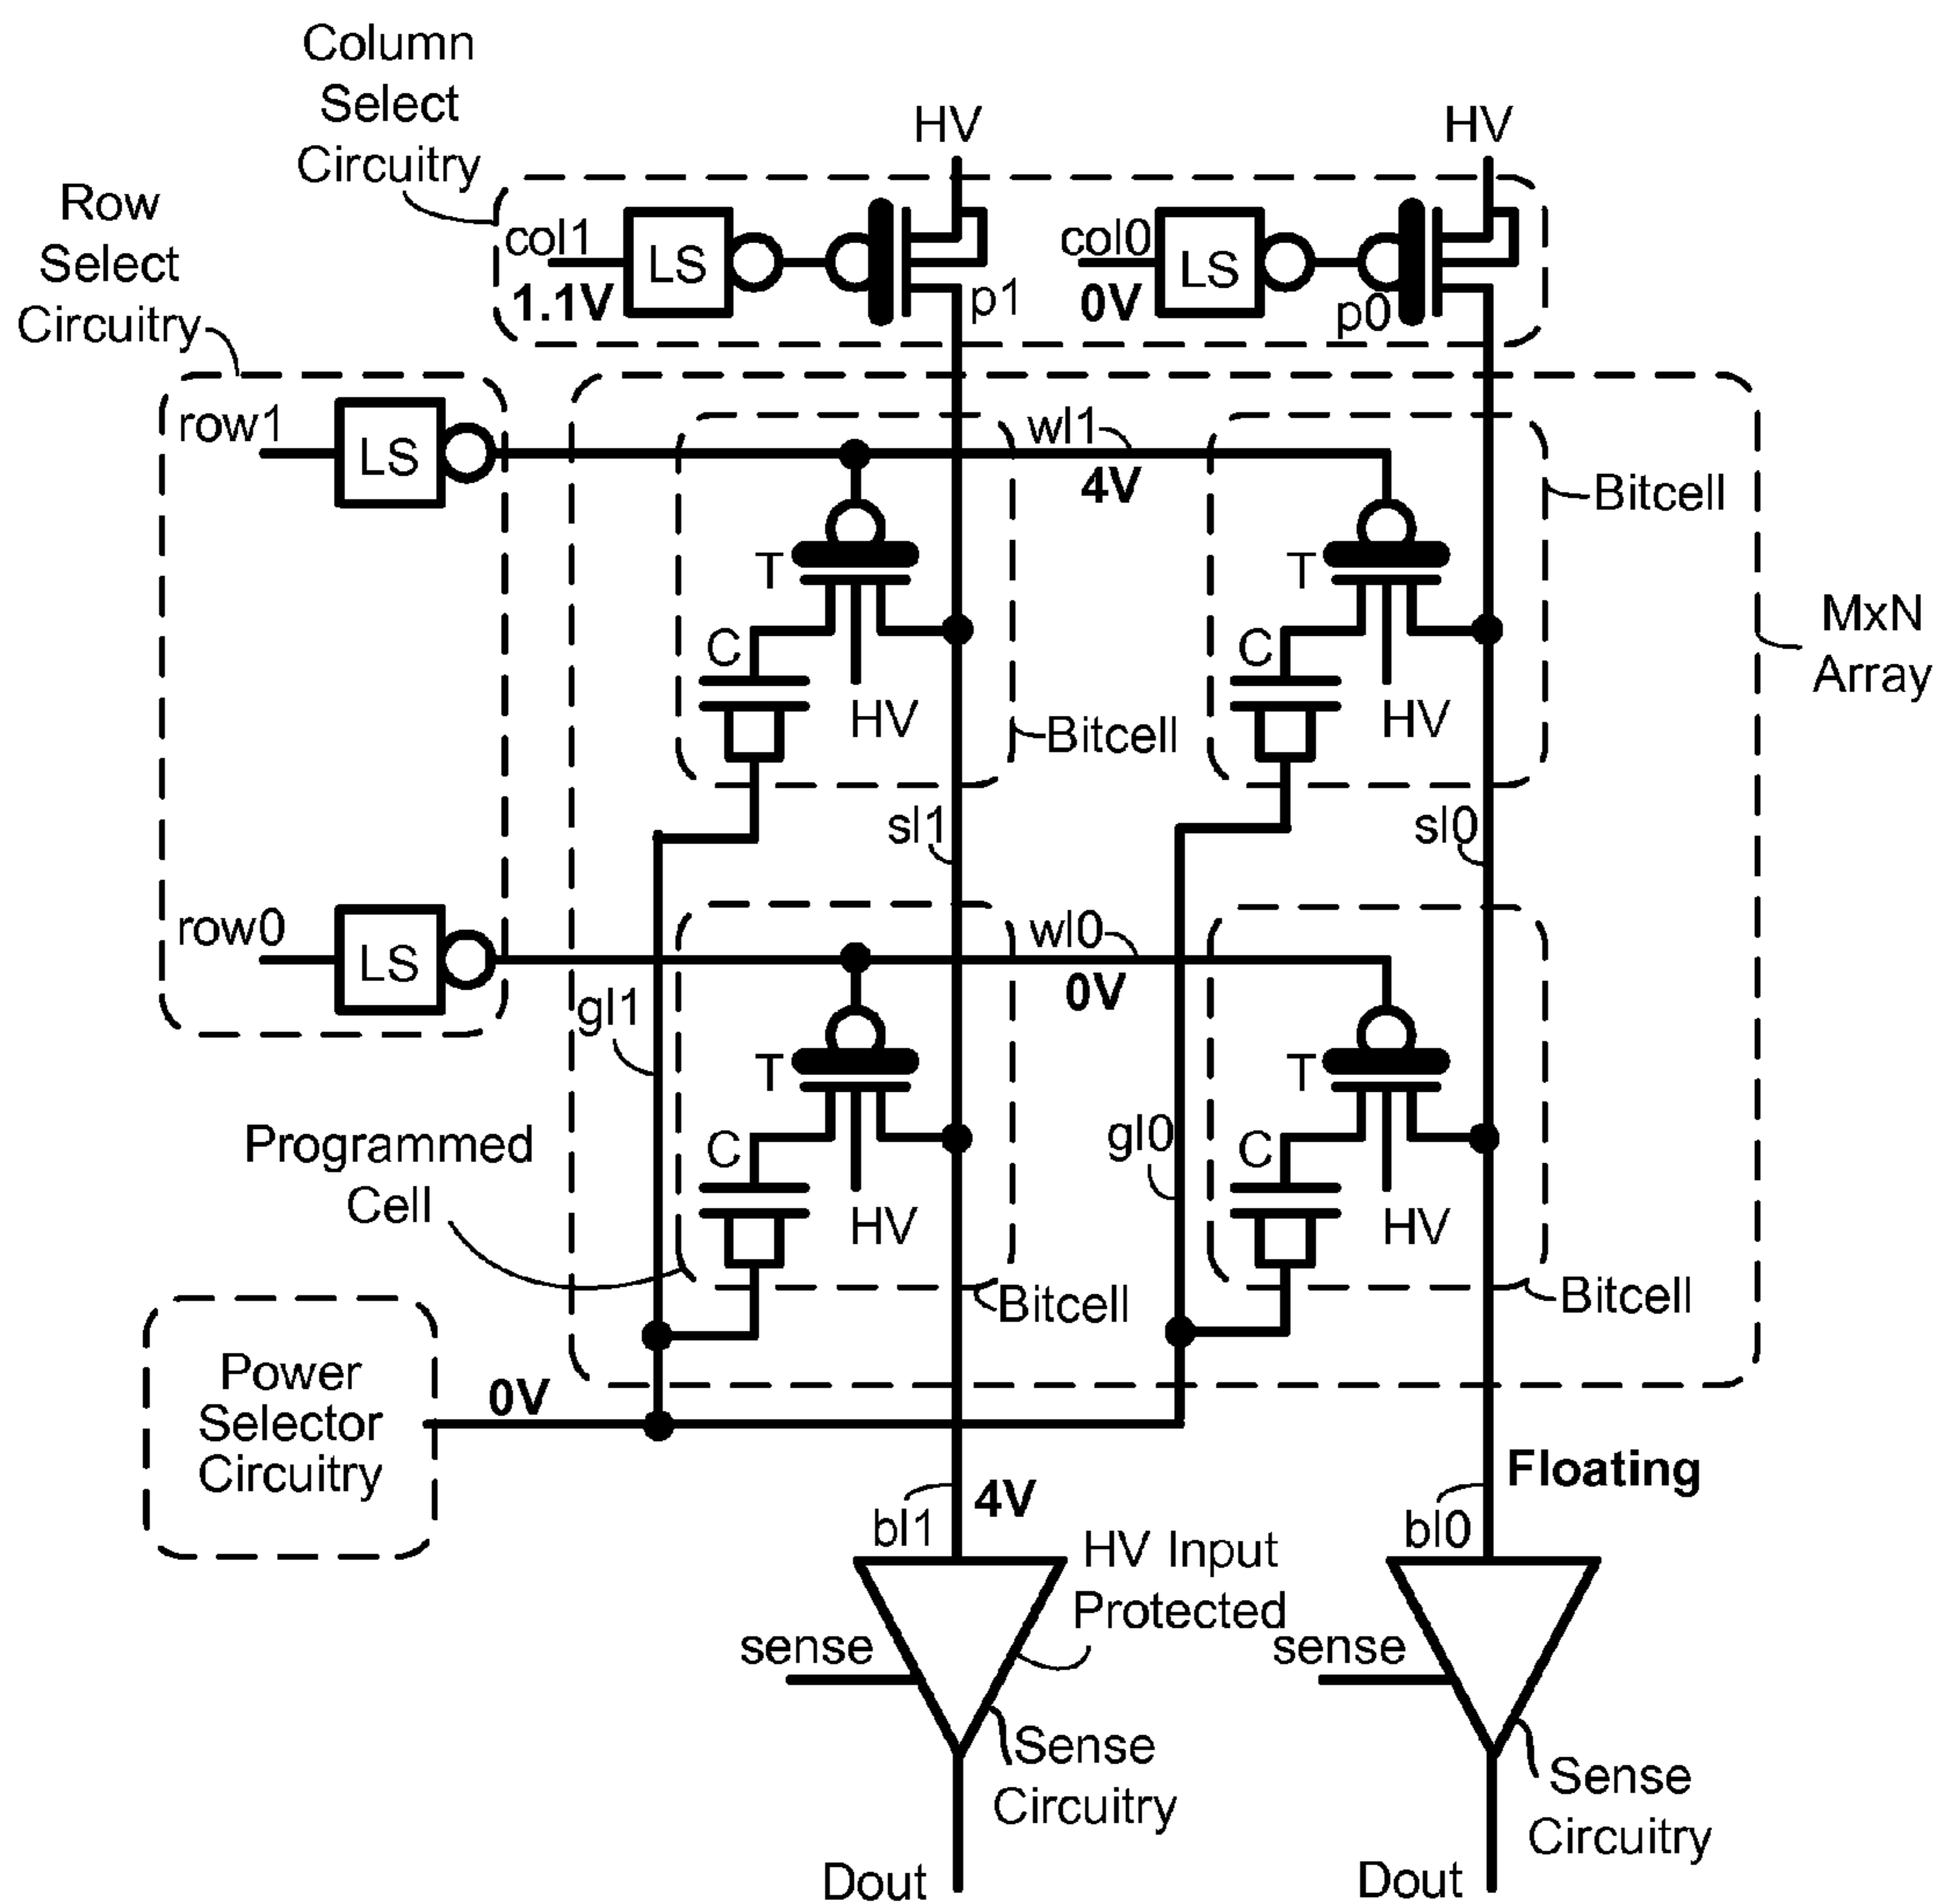 Column
Select
Circuitry
HV
HV
Row
Select
Circuitry
col1
LS
1.1V
p1
col0
LS
0V
p0
row1
LS
wl1
4V
Bitcell
T
T
MxN
Array
C
C
HV
HV
Bitcell
sl1
sl0
row0
LS
wl0
0V
gl1
T
T
gl0
Programmed
Cell
C
C
HV
HV
Bitcell
Bitcell
Power
Selector
Circuitry
0V
bl1
4V
Floating
bl0
HV Input
Protected
sense
sense
Sense
Circuitry
Sense
Circuitry
Dout
Dout